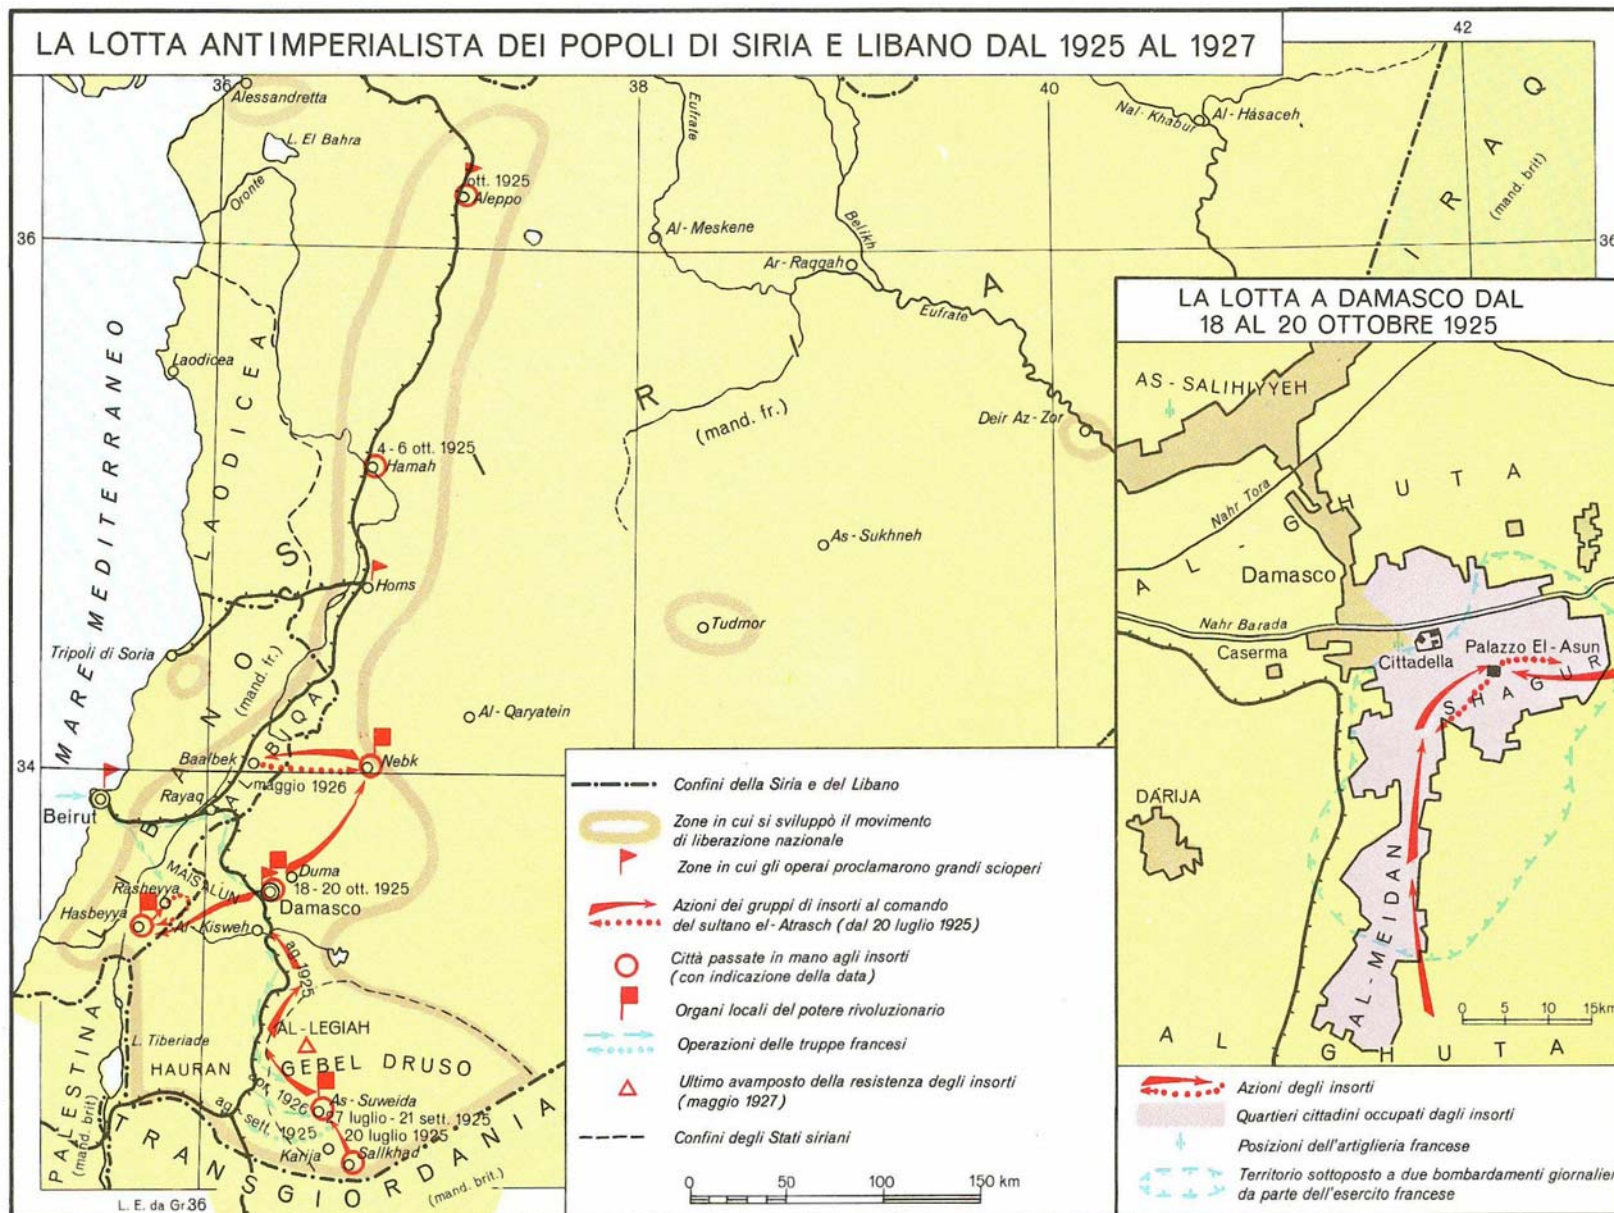 LA LOTTA ANTIMPERIALISTA DEI POPOLI DI SIRIA E LIBANO DAL 1925 AL 1927
36
38
40
42
Alessandretta
L. El Bahra
Oronte
ott. 1925
Aleppo
Eufrate
Al-Meskene
Belikh
Ar-Raqqah
Eufrate
Nal-Khabur
Al-Hásaceh
IRAQ
(mand. brit)
36
36
MARE MEDITERRANEO
Laodicea
LAODICEA
SIRIA
(mand. fr.)
Deir Az-Zor
4-6 ott. 1925
Hamah
As-Sukhneh
Homs
Tudmor
Tripoli di Soria
LIBANO
(mand. fr.)
AL BIQA
Al-Qaryatein
Baalbek
Nebk
34
maggio 1926
Rayaq
Beirut
Duma
18-20 ott. 1925
Damasco
MAISALUN
Rasheyya
Hasbeyya
Al-Kisweh
ag. 1925
AL-LEGIAH
L. Tiberiade
HAURAN
GEBEL DRUSO
apr. 1926
As-Suweida
27 luglio - 21 sett. 1925
ag.-sett. 1925
20 luglio 1925
Karija
Sallkhad
PALESTINA
(mand. brit)
TRANSGIORDANIA
(mand. brit.)
L. E. da Gr.
36
Confini della Siria e del Libano
Zone in cui si sviluppò il movimento
di liberazione nazionale
Zone in cui gli operai proclamarono grandi scioperi
Azioni dei gruppi di insorti al comando
del sultano el-Atrasch (dal 20 luglio 1925)
Città passate in mano agli insorti
(con indicazione della data)
Organi locali del potere rivoluzionario
Operazioni delle truppe francesi
Ultimo avamposto della resistenza degli insorti
(maggio 1927)
Confini degli Stati siriani
0 50 100 150 km
LA LOTTA A DAMASCO DAL
18 AL 20 OTTOBRE 1925
AS-SALIHIYYEH
Nahr Tora
AL GHUTA
Damasco
Nahr Barada
Caserma
Cittadella
Palazzo El-Asun
SHAGUR
DÁRIJA
AL-MEIDAN
0 5 10 15km
AL GHUTA
Azioni degli insorti
Quartieri cittadini occupati dagli insorti
Posizioni dell'artiglieria francese
Territorio sottoposto a due bombardamenti giornalieri
da parte dell'esercito francese